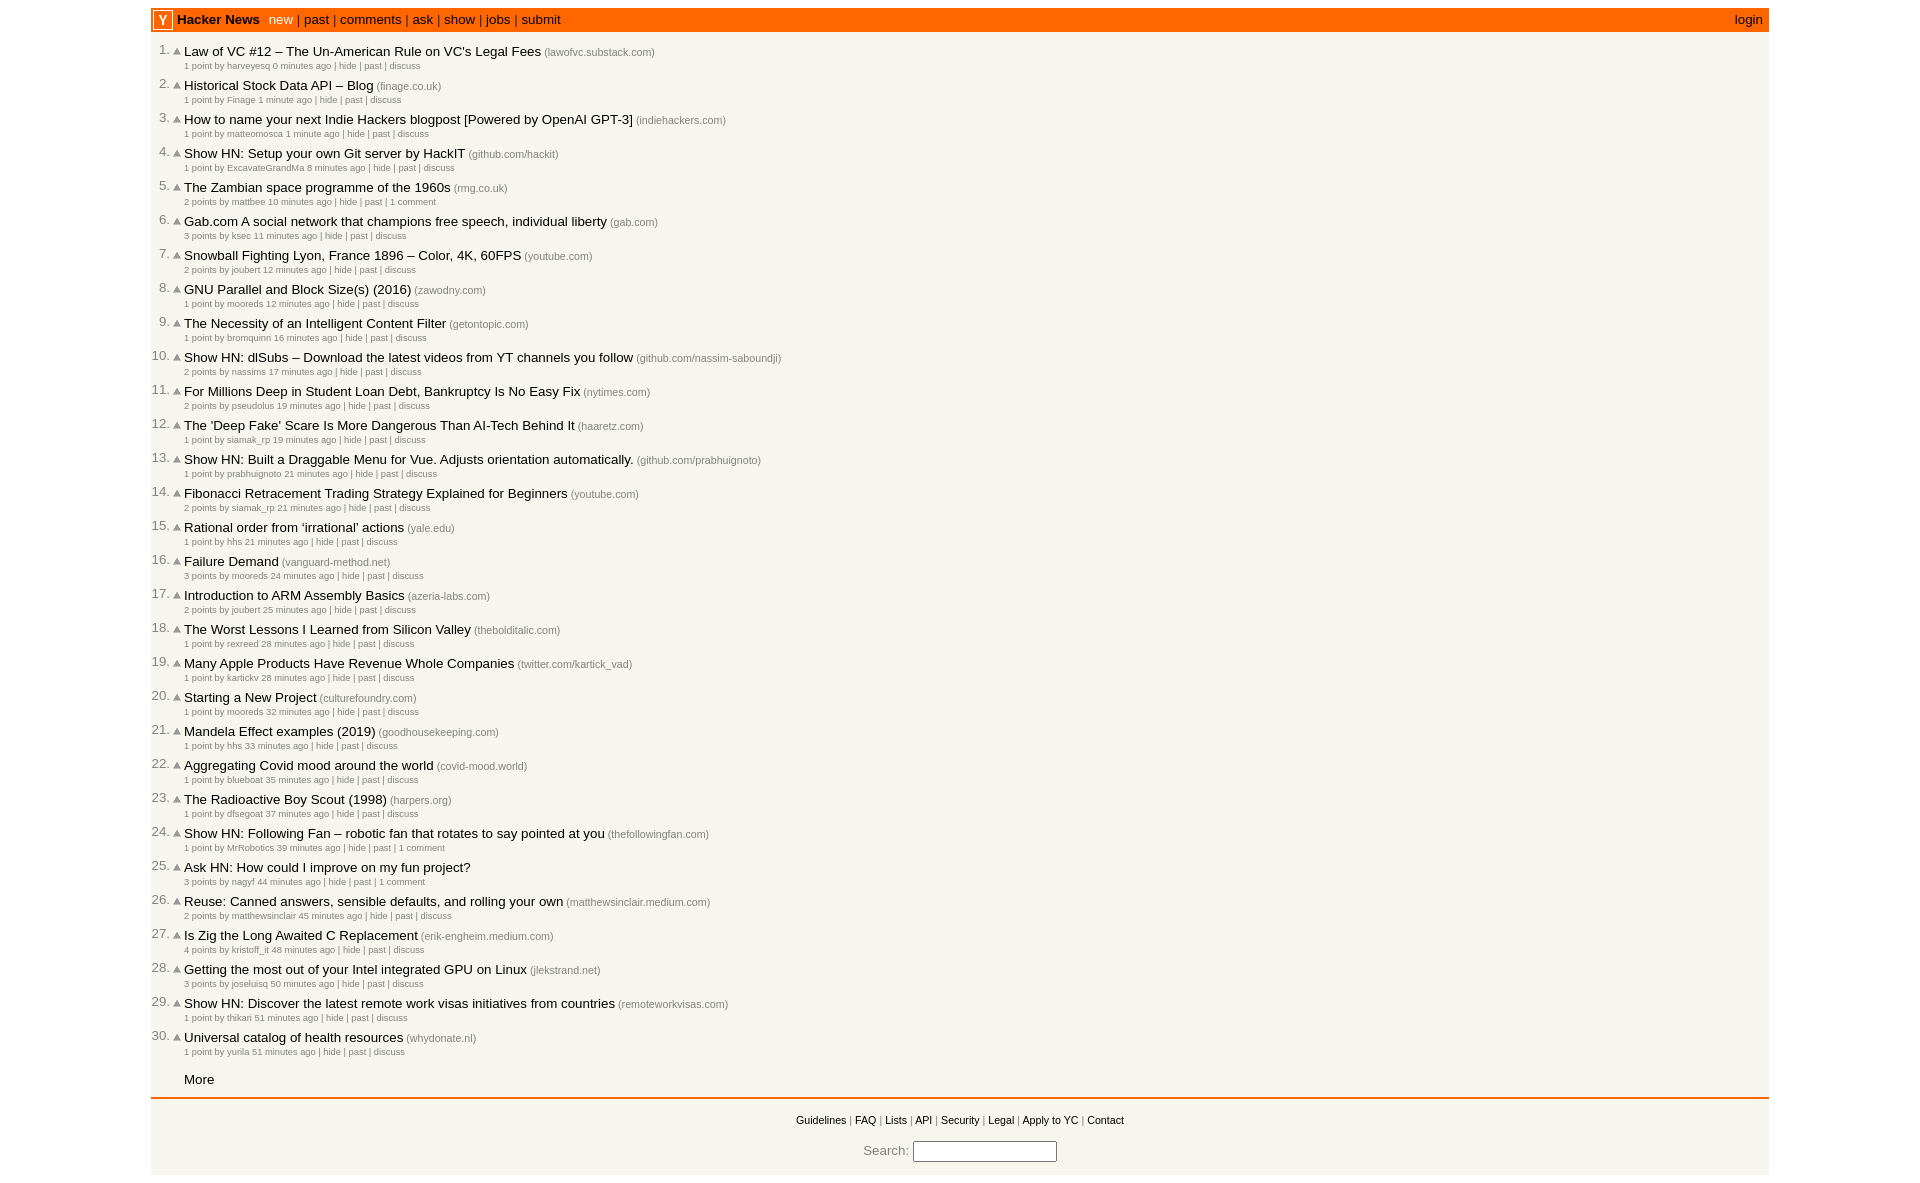 Y Hacker News new | past | comments | ask | show | jobs | submit login
1. Law of VC #12 – The Un-American Rule on VC's Legal Fees (lawofvc.substack.com)
1 point by harveyesq 0 minutes ago | hide | past | discuss
2. Historical Stock Data API – Blog (finage.co.uk)
1 point by Finage 1 minute ago | hide | past | discuss
3. How to name your next Indie Hackers blogpost [Powered by OpenAI GPT-3] (indiehackers.com)
1 point by matteomosca 1 minute ago | hide | past | discuss
4. Show HN: Setup your own Git server by HackIT (github.com/hackit)
1 point by ExcavateGrandMa 8 minutes ago | hide | past | discuss
5. The Zambian space programme of the 1960s (rmg.co.uk)
2 points by mattbee 10 minutes ago | hide | past | 1 comment
6. Gab.com A social network that champions free speech, individual liberty (gab.com)
3 points by ksec 11 minutes ago | hide | past | discuss
7. Snowball Fighting Lyon, France 1896 – Color, 4K, 60FPS (youtube.com)
2 points by joubert 12 minutes ago | hide | past | discuss
8. GNU Parallel and Block Size(s) (2016) (zawodny.com)
1 point by mooreds 12 minutes ago | hide | past | discuss
9. The Necessity of an Intelligent Content Filter (getontopic.com)
1 point by bromquinn 16 minutes ago | hide | past | discuss
10. Show HN: dlSubs – Download the latest videos from YT channels you follow (github.com/nassim-saboundji)
2 points by nassims 17 minutes ago | hide | past | discuss
11. For Millions Deep in Student Loan Debt, Bankruptcy Is No Easy Fix (nytimes.com)
2 points by pseudolus 19 minutes ago | hide | past | discuss
12. The 'Deep Fake' Scare Is More Dangerous Than AI-Tech Behind It (haaretz.com)
1 point by siamak_rp 19 minutes ago | hide | past | discuss
13. Show HN: Built a Draggable Menu for Vue. Adjusts orientation automatically. (github.com/prabhuignoto)
1 point by prabhuignoto 21 minutes ago | hide | past | discuss
14. Fibonacci Retracement Trading Strategy Explained for Beginners (youtube.com)
2 points by siamak_rp 21 minutes ago | hide | past | discuss
15. Rational order from ‘irrational’ actions (yale.edu)
1 point by hhs 21 minutes ago | hide | past | discuss
16. Failure Demand (vanguard-method.net)
3 points by mooreds 24 minutes ago | hide | past | discuss
17. Introduction to ARM Assembly Basics (azeria-labs.com)
2 points by joubert 25 minutes ago | hide | past | discuss
18. The Worst Lessons I Learned from Silicon Valley (thebolditalic.com)
1 point by rexreed 28 minutes ago | hide | past | discuss
19. Many Apple Products Have Revenue Whole Companies (twitter.com/kartick_vad)
1 point by kartickv 28 minutes ago | hide | past | discuss
20. Starting a New Project (culturefoundry.com)
1 point by mooreds 32 minutes ago | hide | past | discuss
21. Mandela Effect examples (2019) (goodhousekeeping.com)
1 point by hhs 33 minutes ago | hide | past | discuss
22. Aggregating Covid mood around the world (covid-mood.world)
1 point by blueboat 35 minutes ago | hide | past | discuss
23. The Radioactive Boy Scout (1998) (harpers.org)
1 point by dfsegoat 37 minutes ago | hide | past | discuss
24. Show HN: Following Fan – robotic fan that rotates to say pointed at you (thefollowingfan.com)
1 point by MrRobotics 39 minutes ago | hide | past | 1 comment
25. Ask HN: How could I improve on my fun project?
3 points by nagyf 44 minutes ago | hide | past | 1 comment
26. Reuse: Canned answers, sensible defaults, and rolling your own (matthewsinclair.medium.com)
2 points by matthewsinclair 45 minutes ago | hide | past | discuss
27. Is Zig the Long Awaited C Replacement (erik-engheim.medium.com)
4 points by kristoff_it 48 minutes ago | hide | past | discuss
28. Getting the most out of your Intel integrated GPU on Linux (jlekstrand.net)
3 points by joseluisq 50 minutes ago | hide | past | discuss
29. Show HN: Discover the latest remote work visas initiatives from countries (remoteworkvisas.com)
1 point by thikari 51 minutes ago | hide | past | discuss
30. Universal catalog of health resources (whydonate.nl)
1 point by yurila 51 minutes ago | hide | past | discuss
More
Guidelines | FAQ | Lists | API | Security | Legal | Apply to YC | Contact
Search: